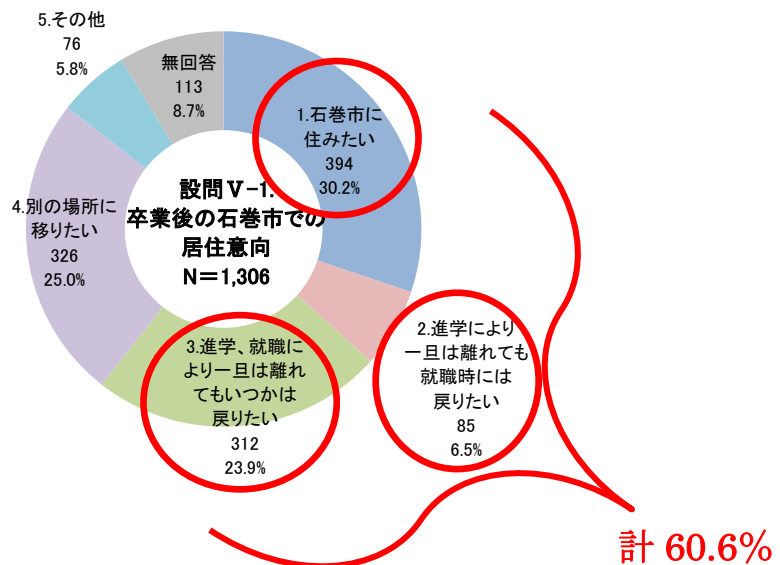 5.その他
76
5.8%
無回答
113
8.7%
1.石巻市に
住みたい
394
30.2%
設問Ⅴ-1.
卒業後の石巻市での
居住意向
N＝1,306
4.別の場所に
移りたい
326
25.0%
2.進学により
一旦は離れても
就職時には
戻りたい
85
6.5%
3.進学、就職に
より一旦は離れ
てもいつかは
戻りたい
312
23.9%
計 60.6%